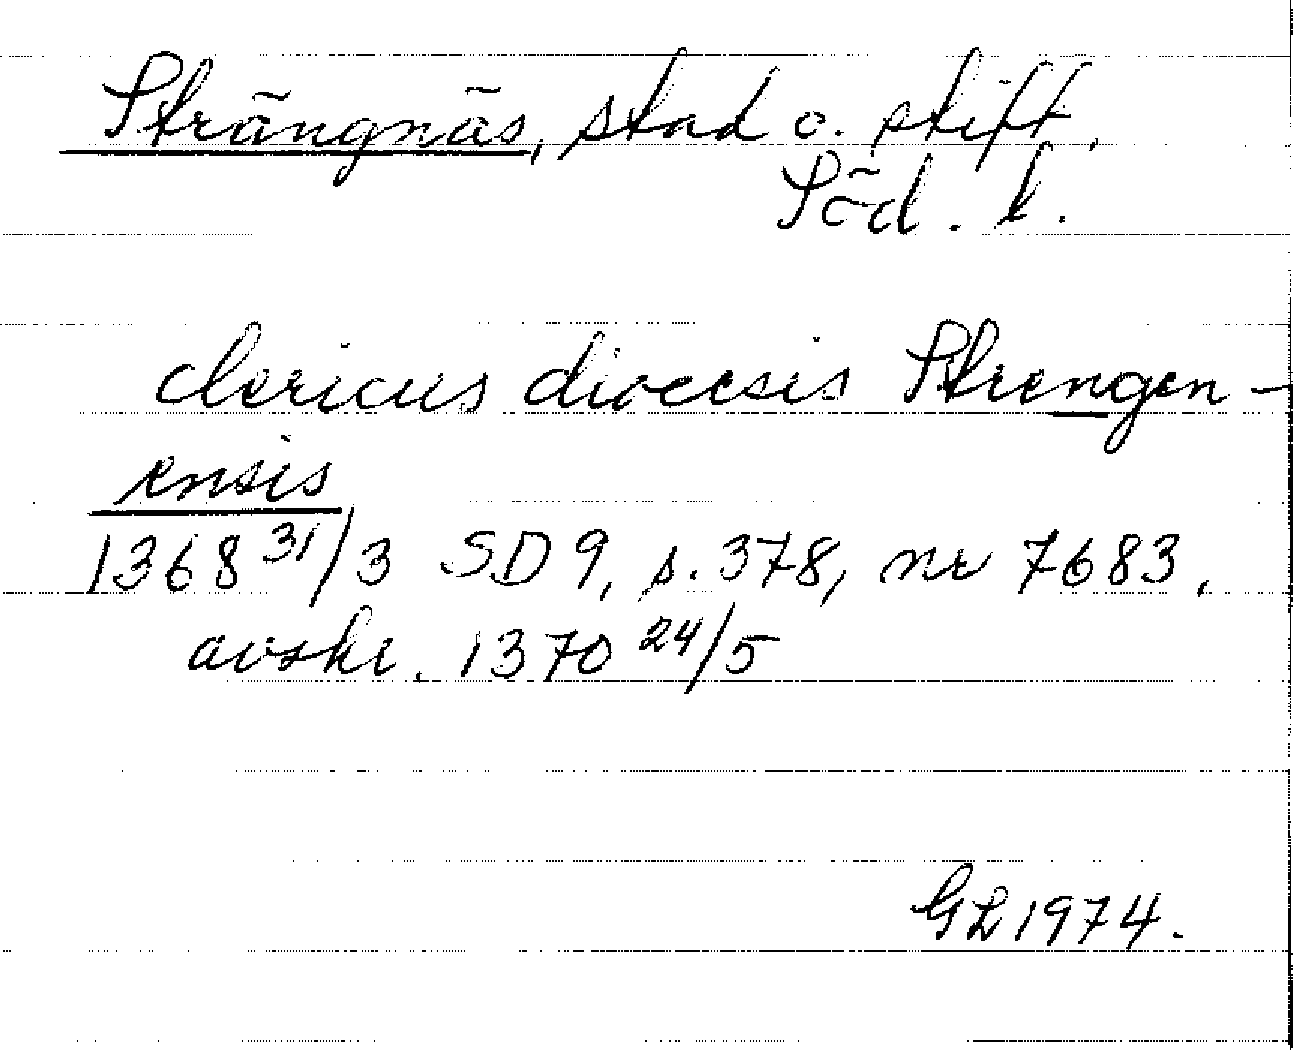 Strängnäs, stad o. stift,
Söd. l.
clericus diocesis Strengen-
ensis
1368 31/3 SD 9, s. 378, nr 7683,
avskr. 1370 24/5
GL 1974.